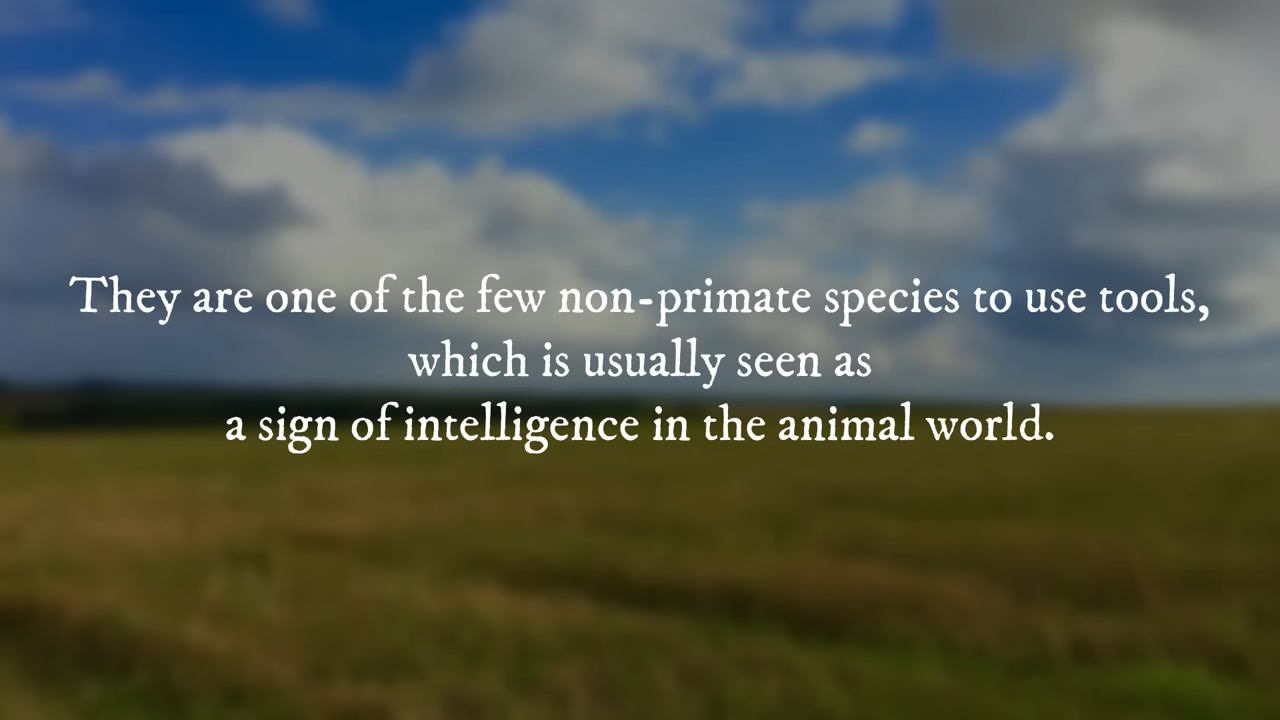 They are one of the few non-primate species to use tools,
which is usually seen as
a sign of intelligence in the animal world.